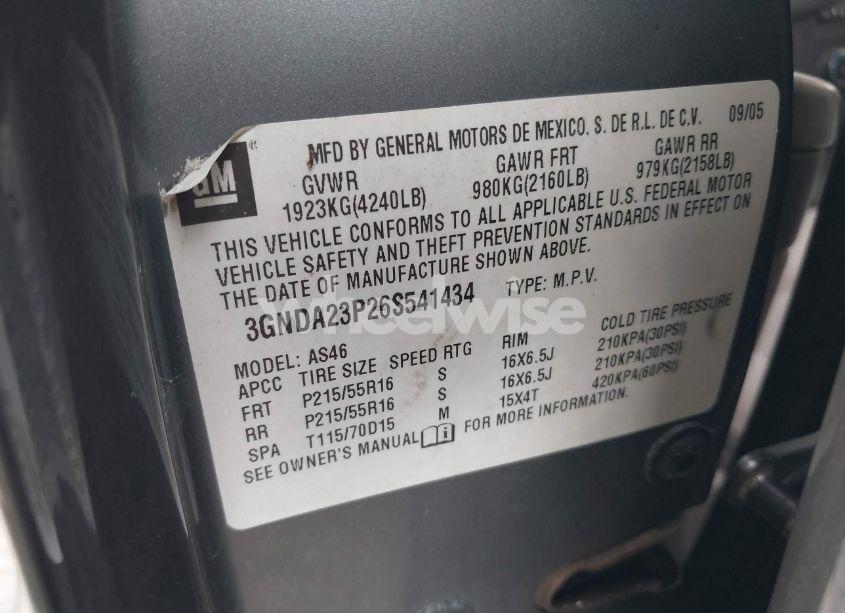 GM ®
MFD BY GENERAL MOTORS DE MEXICO, S. DE R.L. DE C.V. 09/05
GVWR GAWR FRT GAWR RR
1923KG(4240LB) 980KG(2160LB) 979KG(2158LB)
THIS VEHICLE CONFORMS TO ALL APPLICABLE U.S. FEDERAL MOTOR
VEHICLE SAFETY AND THEFT PREVENTION STANDARDS IN EFFECT ON
THE DATE OF MANUFACTURE SHOWN ABOVE.
3GNDA23P26S541434 TYPE: M.P.V.
Wheelwise
MODEL: AS46
APCC TIRE SIZE SPEED RTG RIM COLD TIRE PRESSURE
FRT P215/55R16 S 16X6.5J 210KPA(30PSI)
RR P215/55R16 S 16X6.5J 210KPA(30PSI)
SPA T115/70D15 M 15X4T 420KPA(60PSI)
SEE OWNER'S MANUAL FOR MORE INFORMATION.